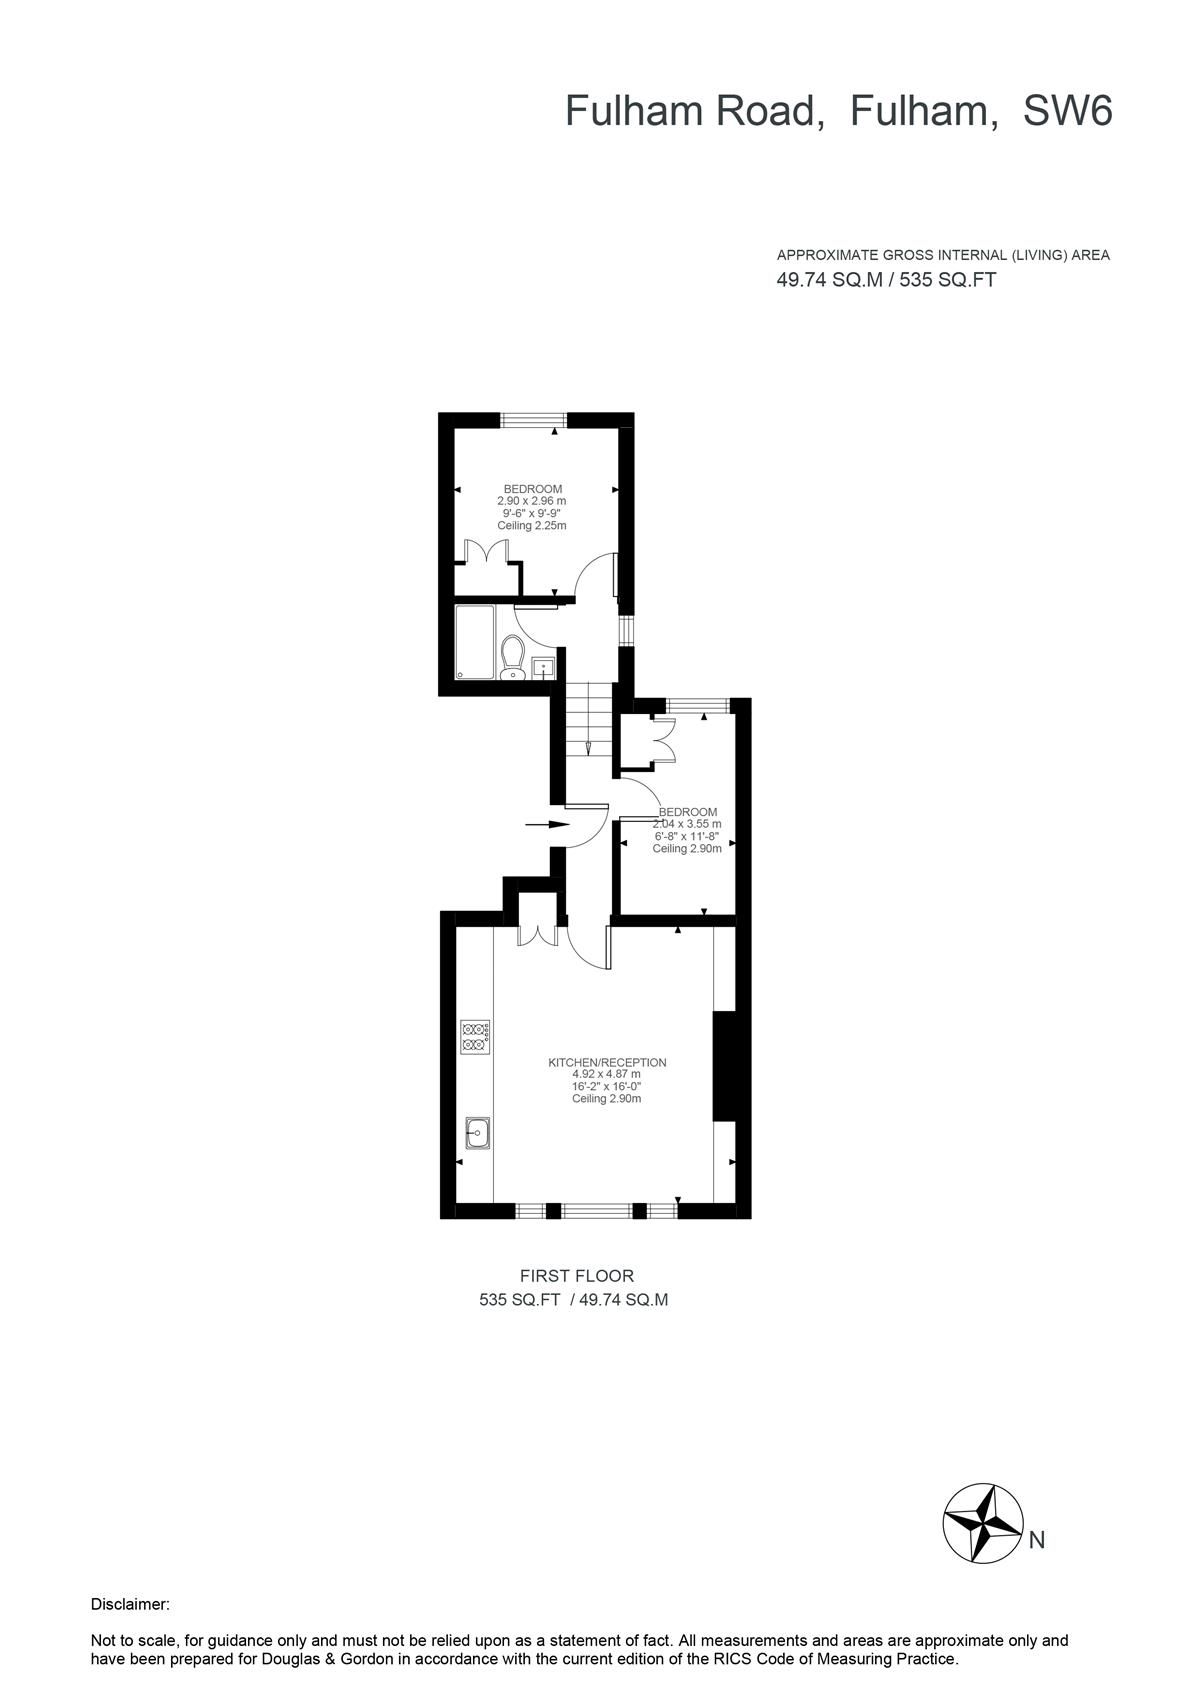 Fulham Road, Fulham, SW6
APPROXIMATE GROSS INTERNAL (LIVING) AREA
49.74 SQ.M / 535 SQ.FT
BEDROOM
2.90 x 2.96 m
9'-6" x 9'-9"
Ceiling 2.25m
BEDROOM
2.04 x 3.55 m
6'-8" x 11'-8"
Ceiling 2.90m
KITCHEN/RECEPTION
4.92 x 4.87 m
16'-2" x 16'-0"
Ceiling 2.90m
FIRST FLOOR
535 SQ.FT / 49.74 SQ.M
N
Disclaimer:
Not to scale, for guidance only and must not be relied upon as a statement of fact. All measurements and areas are approximate only and
have been prepared for Douglas & Gordon in accordance with the current edition of the RICS Code of Measuring Practice.